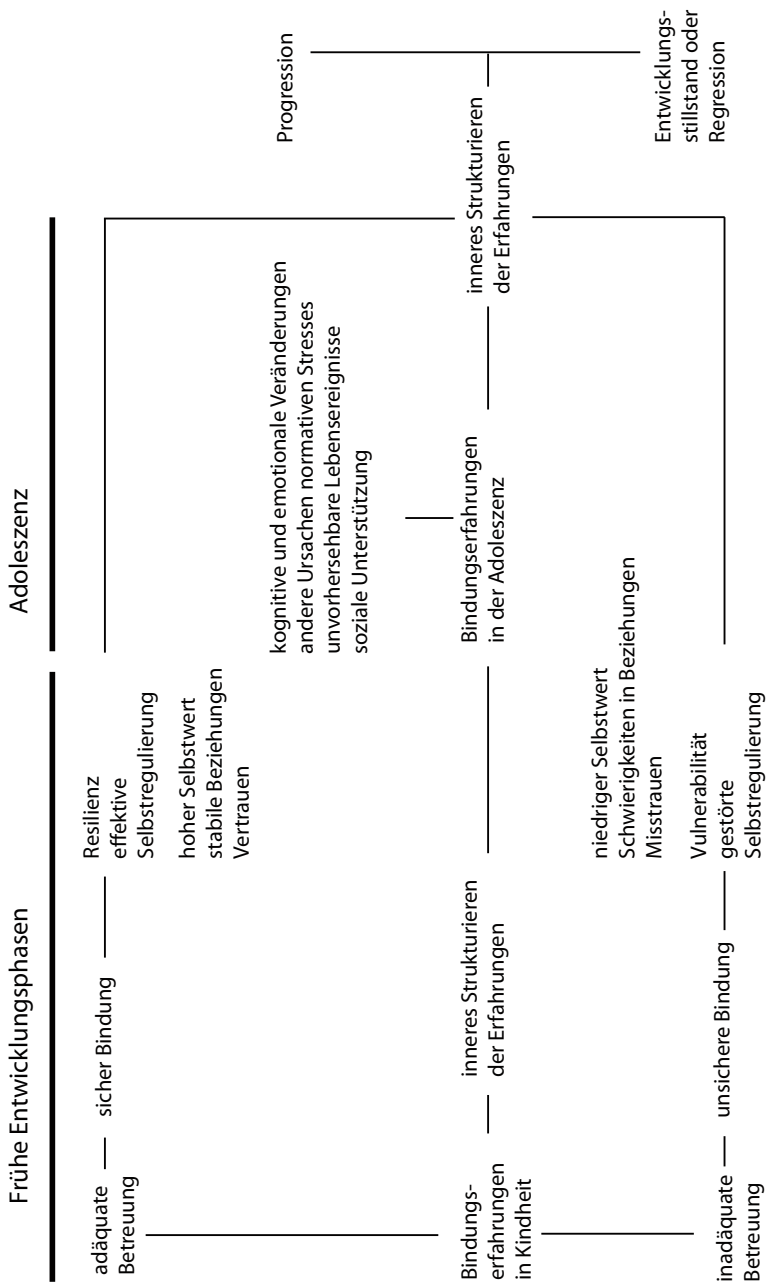 Frühe Entwicklungsphasen
Adoleszenz
adäquate
Betreuung
sicher Bindung
Resilienz
effektive
Selbstregulierung
hoher Selbstwert
stabile Beziehungen
Vertrauen
kognitive und emotionale Veränderungen
andere Ursachen normativen Stresses
unvorhersehbare Lebensereignisse
soziale Unterstützung
Progression
Bindungs-
erfahrungen
in Kindheit
inneres Strukturieren
der Erfahrungen
Bindungserfahrungen
in der Adoleszenz
inneres Strukturieren
der Erfahrungen
niedriger Selbstwert
Schwierigkeiten in Beziehungen
Misstrauen
Vulnerabilität
gestörte
Selbstregulierung
inadäquate
Betreuung
unsichere Bindung
Entwicklungs-
stillstand oder
Regression